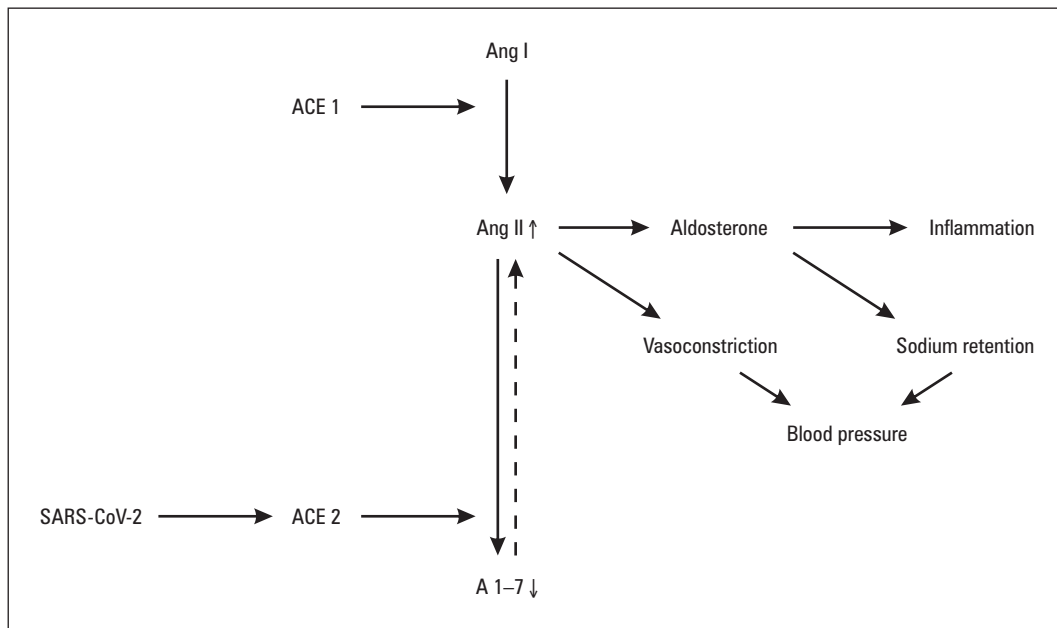 Ang I
ACE 1
Ang II ↑
Aldosterone
Inflammation
Vasoconstriction
Sodium retention
Blood pressure
SARS-CoV-2
ACE 2
A 1–7 ↓